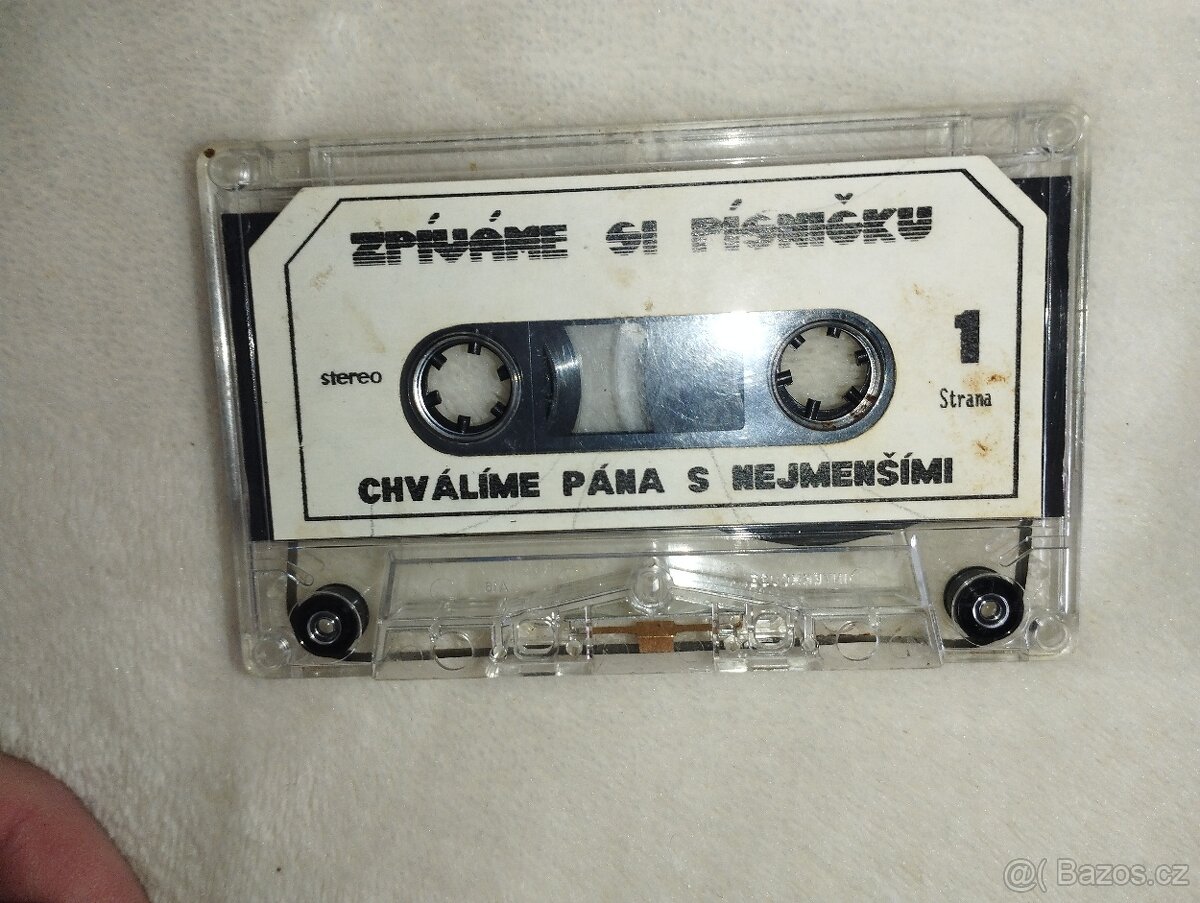 ZPÍVÁME SI PÍSNIČKU
1
stereo
Strana
CHVÁLÍME PÁNA S NEJMENŠÍMI
@( Bazos.cz